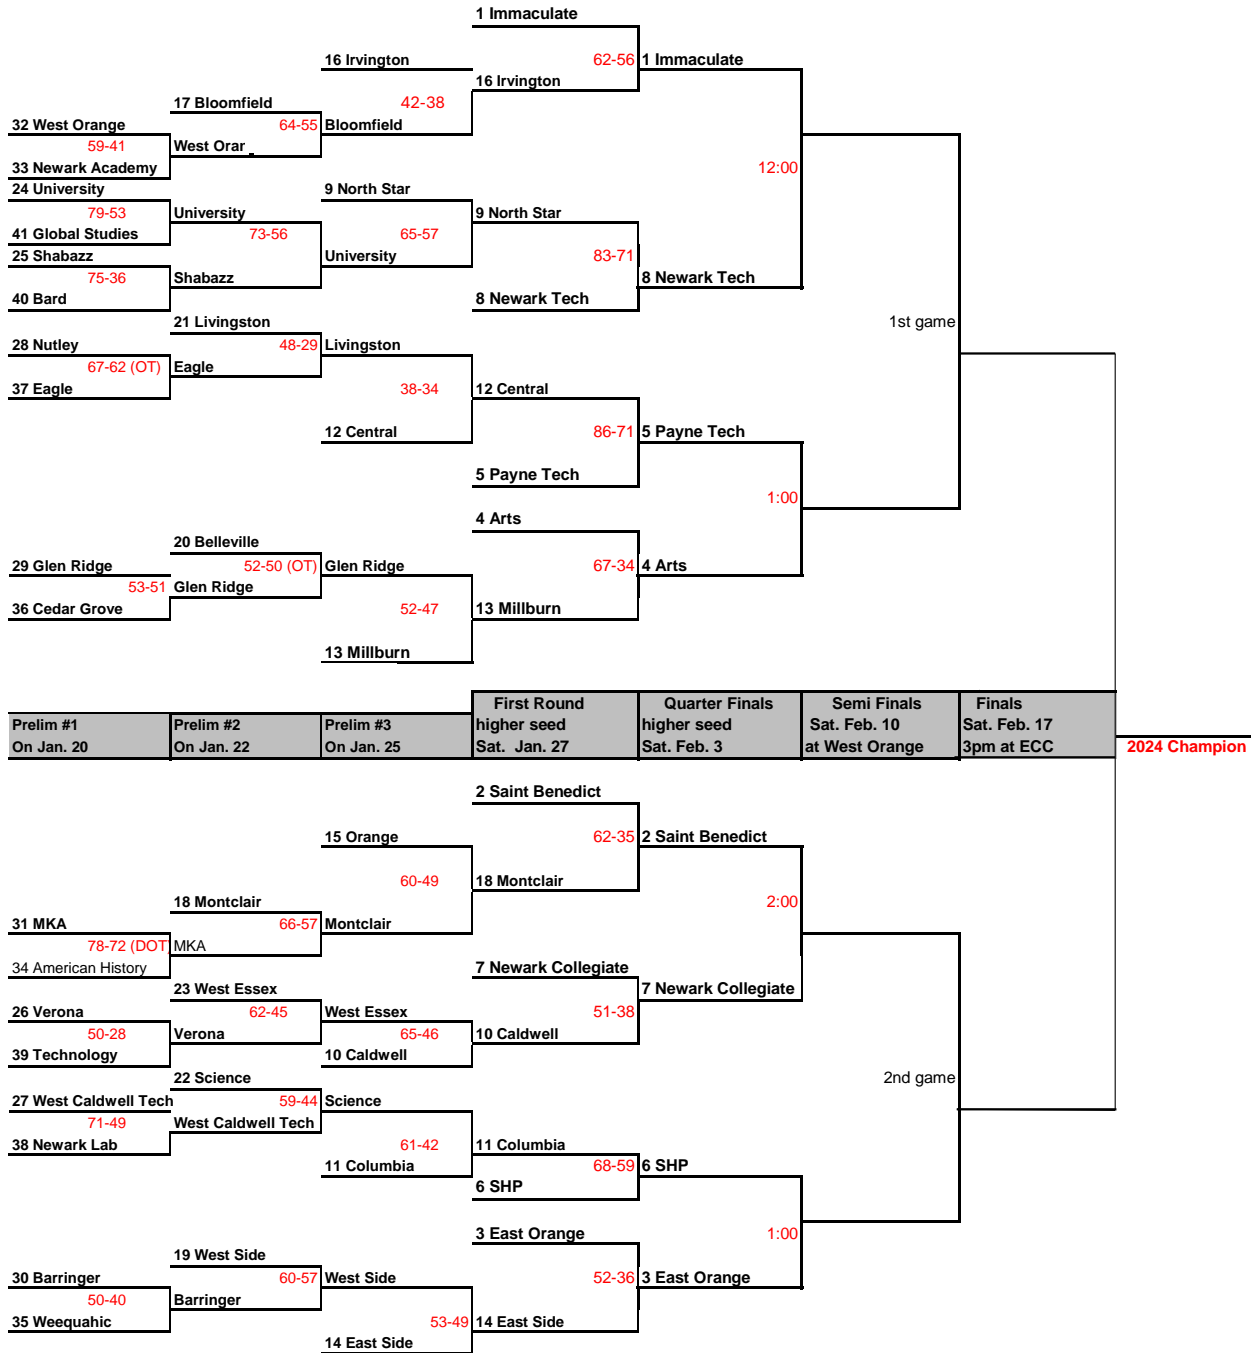 1 Immaculate
16 Irvington
62-56
1 Immaculate
16 Irvington
17 Bloomfield
42-38
32 West Orange
64-55
Bloomfield
59-41
West Orar
33 Newark Academy
12:00
24 University
9 North Star
79-53
University
9 North Star
41 Global Studies
73-56
65-57
25 Shabazz
University
83-71
75-36
Shabazz
8 Newark Tech
40 Bard
8 Newark Tech
21 Livingston
1st game
28 Nutley
48-29
Livingston
67-62 (OT)
Eagle
37 Eagle
38-34
12 Central
12 Central
86-71
5 Payne Tech
5 Payne Tech
1:00
4 Arts
20 Belleville
29 Glen Ridge
52-50 (OT)
Glen Ridge
67-34
4 Arts
53-51
Glen Ridge
36 Cedar Grove
52-47
13 Millburn
13 Millburn
First Round
Quarter Finals
Semi Finals
Finals
Prelim #1
Prelim #2
Prelim #3
higher seed
higher seed
Sat. Feb. 10
Sat. Feb. 17
On Jan. 20
On Jan. 22
On Jan. 25
Sat. Jan. 27
Sat. Feb. 3
at West Orange
3pm at ECC
2024 Champion
2 Saint Benedict
15 Orange
62-35
2 Saint Benedict
60-49
18 Montclair
18 Montclair
2:00
31 MKA
66-57
Montclair
78-72 (DOT
MKA
34 American History
7 Newark Collegiate
23 West Essex
7 Newark Collegiate
26 Verona
62-45
West Essex
51-38
50-28
Verona
65-46
10 Caldwell
39 Technology
10 Caldwell
22 Science
2nd game
27 West Caldwell Tech
59-44
Science
71-49
West Caldwell Tech
38 Newark Lab
61-42
11 Columbia
11 Columbia
68-59
6 SHP
6 SHP
3 East Orange
1:00
19 West Side
30 Barringer
60-57
West Side
52-36
3 East Orange
50-40
Barringer
35 Weequahic
53-49
14 East Side
14 East Side